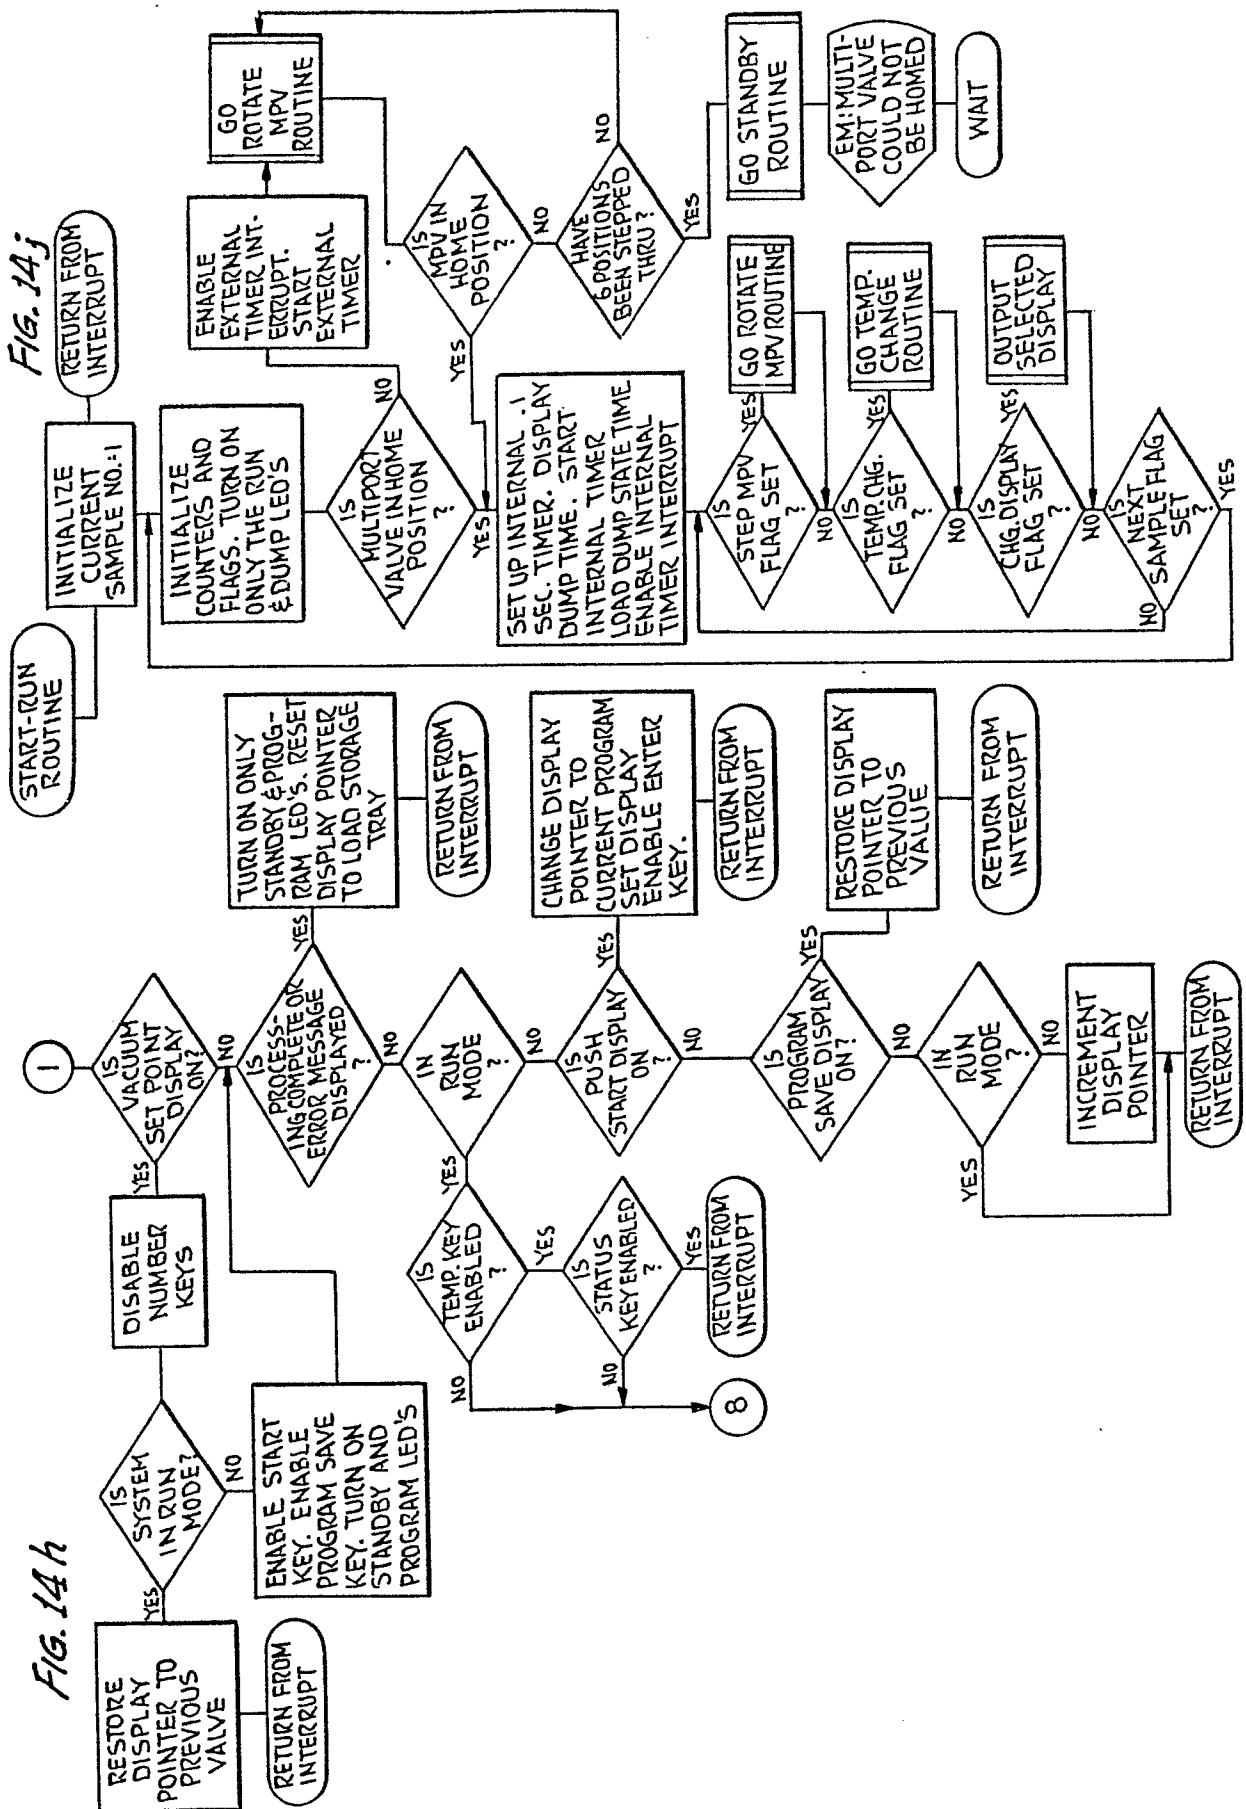 FIG. 14h
1
IS
VACUUM
SET POINT
DISPLAY
ON?
YES
NO
DISABLE
NUMBER
KEYS
IS
SYSTEM
IN RUN
MODE?
YES
NO
RESTORE
DISPLAY
POINTER TO
PREVIOUS
VALVE
RETURN FROM
INTERRUPT
ENABLE START
KEY. ENABLE
PROGRAM SAVE
KEY. TURN ON
STANDBY AND
PROGRAM LED'S
IS
PROCESS-
ING COMPLETE OR
ERROR MESSAGE
DISPLAYED
?
YES
NO
TURN ON ONLY
STANDBY & PROG-
RAM LED'S. RESET
DISPLAY POINTER
TO LOAD STORAGE
TRAY
RETURN FROM
INTERRUPT
IN
RUN
MODE
?
YES
NO
IS
TEMP. KEY
ENABLED
?
NO
YES
IS
STATUS
KEY ENABLED
?
NO
YES
RETURN FROM
INTERRUPT
8
IS
PUSH
START DISPLAY
ON
?
YES
NO
CHANGE DISPLAY
POINTER TO
CURRENT PROGRAM
SET DISPLAY
ENABLE ENTER
KEY.
RETURN FROM
INTERRUPT
IS
PROGRAM
SAVE DISPLAY
ON?
YES
NO
RESTORE DISPLAY
POINTER TO
PREVIOUS
VALUE
RETURN FROM
INTERRUPT
IN
RUN
MODE
?
YES
NO
INCREMENT
DISPLAY
POINTER
RETURN FROM
INTERRUPT
FIG. 14j
START-RUN
ROUTINE
INITIALIZE
CURRENT
SAMPLE NO.=1
RETURN FROM
INTERRUPT
INITIALIZE
COUNTERS AND
FLAGS. TURN ON
ONLY THE RUN
& DUMP LED'S
IS
MULTIPORT
VALVE IN HOME
POSITION
?
NO
YES
ENABLE
EXTERNAL
TIMER INT-
ERRUPT.
START
EXTERNAL
TIMER
GO
ROTATE
MPV
ROUTINE
IS
MPV IN
HOME
POSITION
?
YES
NO
HAVE
6 POSITIONS
BEEN STEPPED
THRU?
NO
YES
GO STANDBY
ROUTINE
EM:MULTI-
PORT VALVE
COULD NOT
BE HOMED
WAIT
SET UP INTERNAL .1
SEC. TIMER. DISPLAY
DUMP TIME. START
INTERNAL TIMER
LOAD DUMP STATE TIME
ENABLE INTERNAL
TIMER INTERRUPT
IS
STEP MPV
FLAG SET
?
YES
NO
GO ROTATE
MPV ROUTINE
IS
TEMP. CHG.
FLAG SET
?
YES
NO
GO TEMP.
CHANGE
ROUTINE
IS
CHG. DISPLAY
FLAG SET
?
YES
NO
OUTPUT
SELECTED
DISPLAY
IS
NEXT
SAMPLE FLAG
SET
?
NO
YES